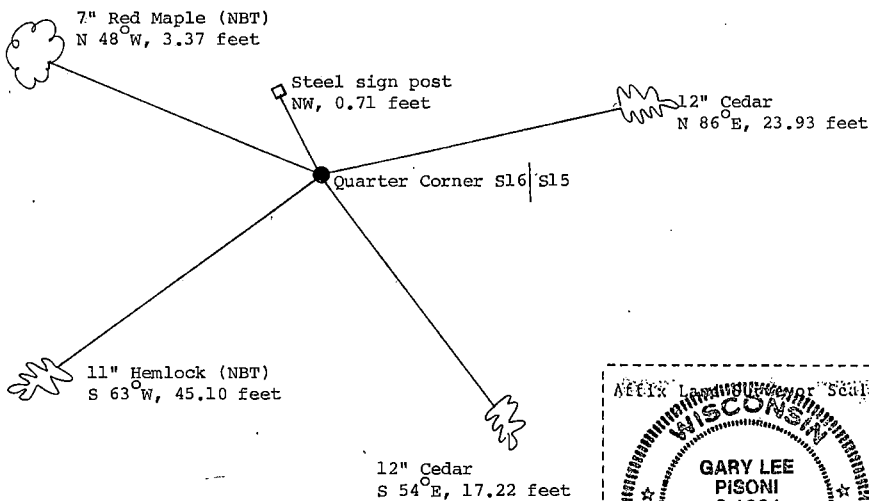 7" Red Maple (NBT)
N 48°W, 3.37 feet
Steel sign post
NW, 0.71 feet
12" Cedar
N 86°E, 23.93 feet
Quarter Corner S16|S15
11" Hemlock (NBT)
S 63°W, 45.10 feet
12" Cedar
S 54°E, 17.22 feet
Affix Land Surveyor Seal
WISCONSIN
GARY LEE
PISONI